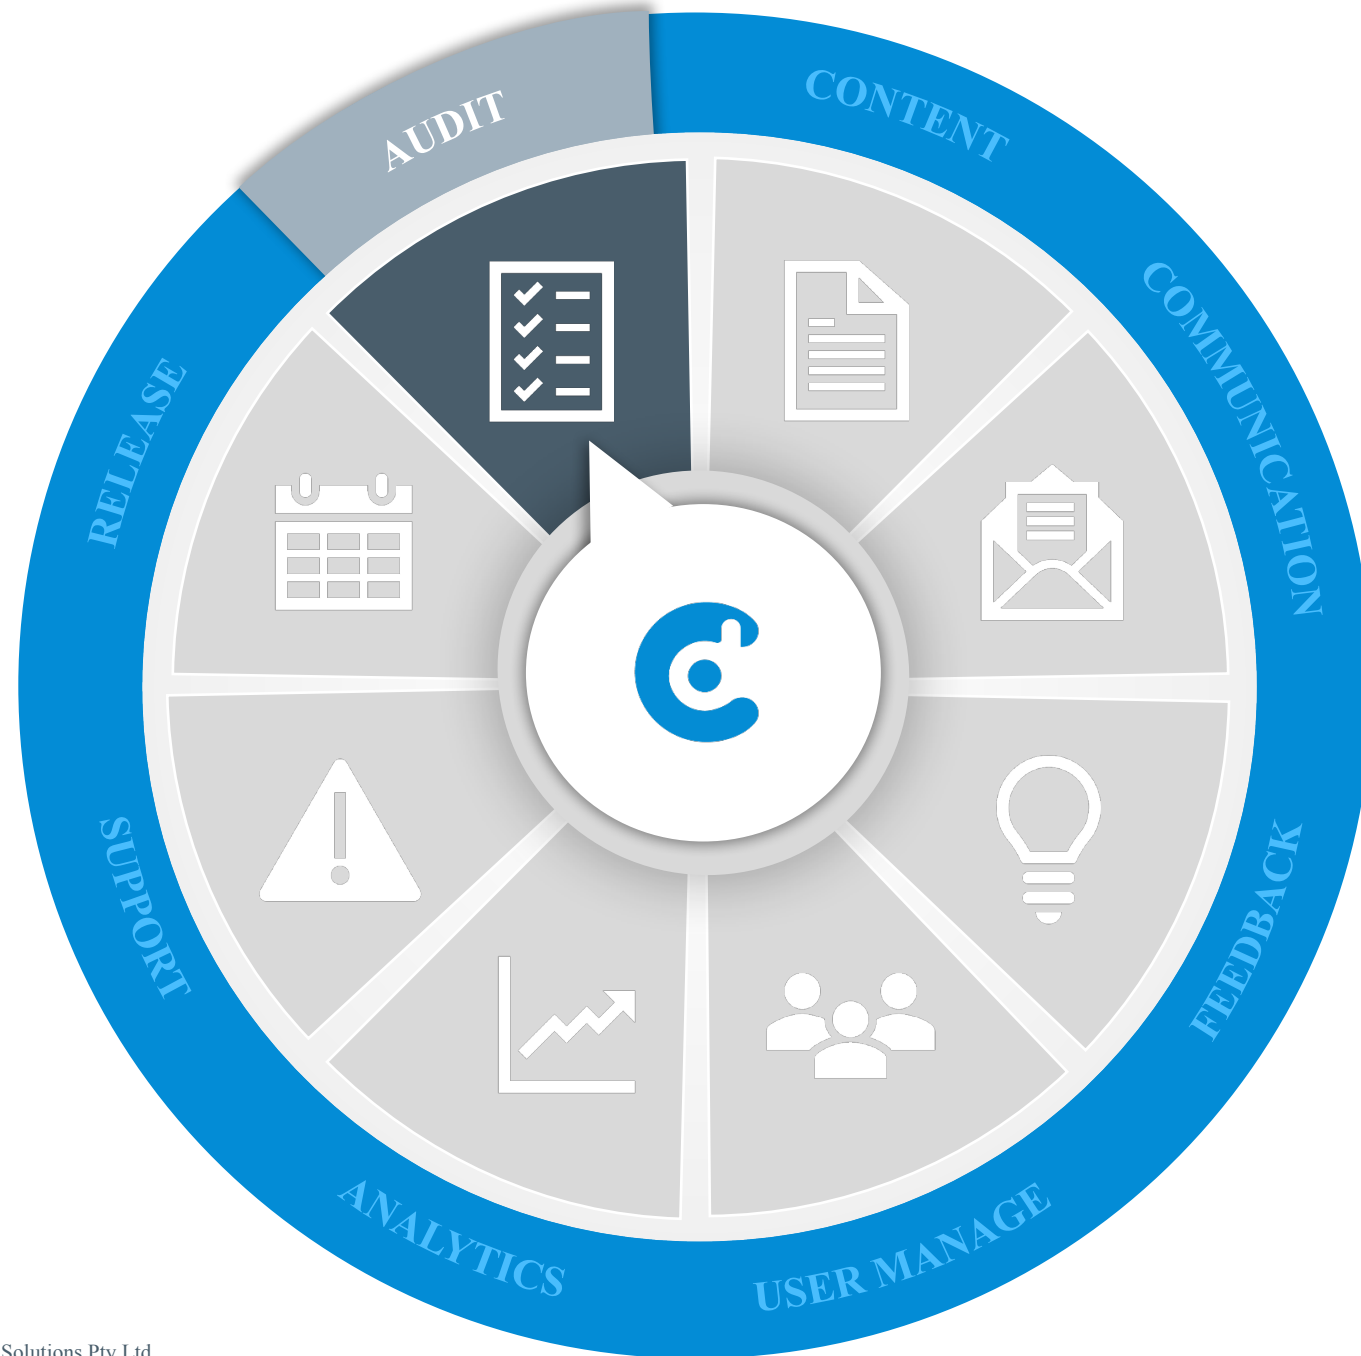 AUDIT
CONTENT
COMMUNICATION
FEEDBACK
USER MANAGE
ANALYTICS
SUPPORT
RELEASE
Solutions Pty Ltd